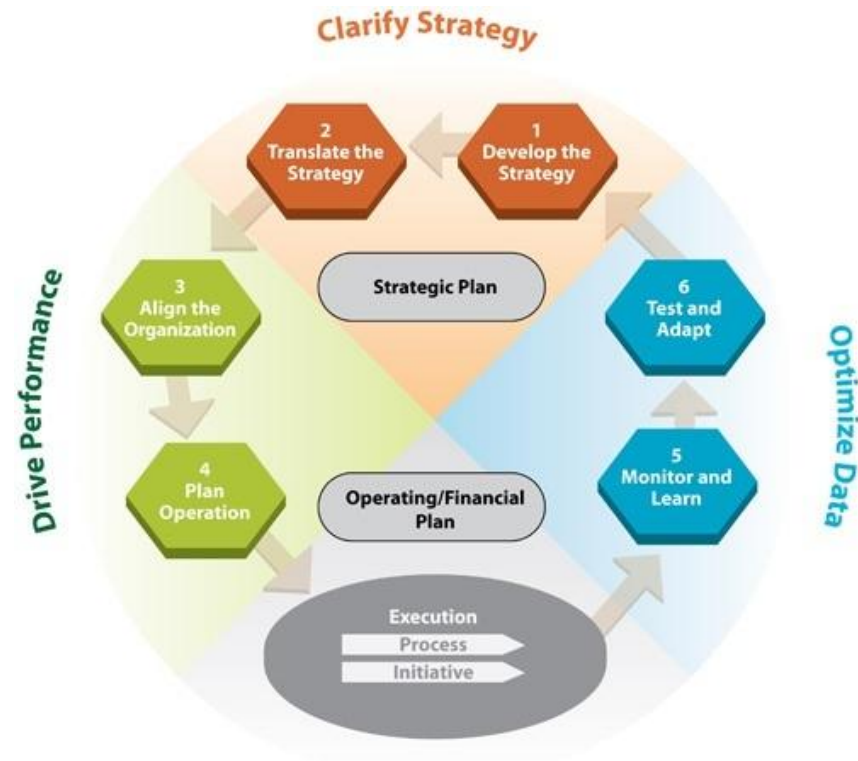 Clarify Strategy
1
Develop the
Strategy
2
Translate the
Strategy
3
Align the
Organization
4
Plan
Operation
Drive Performance
Strategic Plan
Operating/Financial
Plan
Execution
Process
Initiative
5
Monitor and
Learn
6
Test and
Adapt
Optimize Data